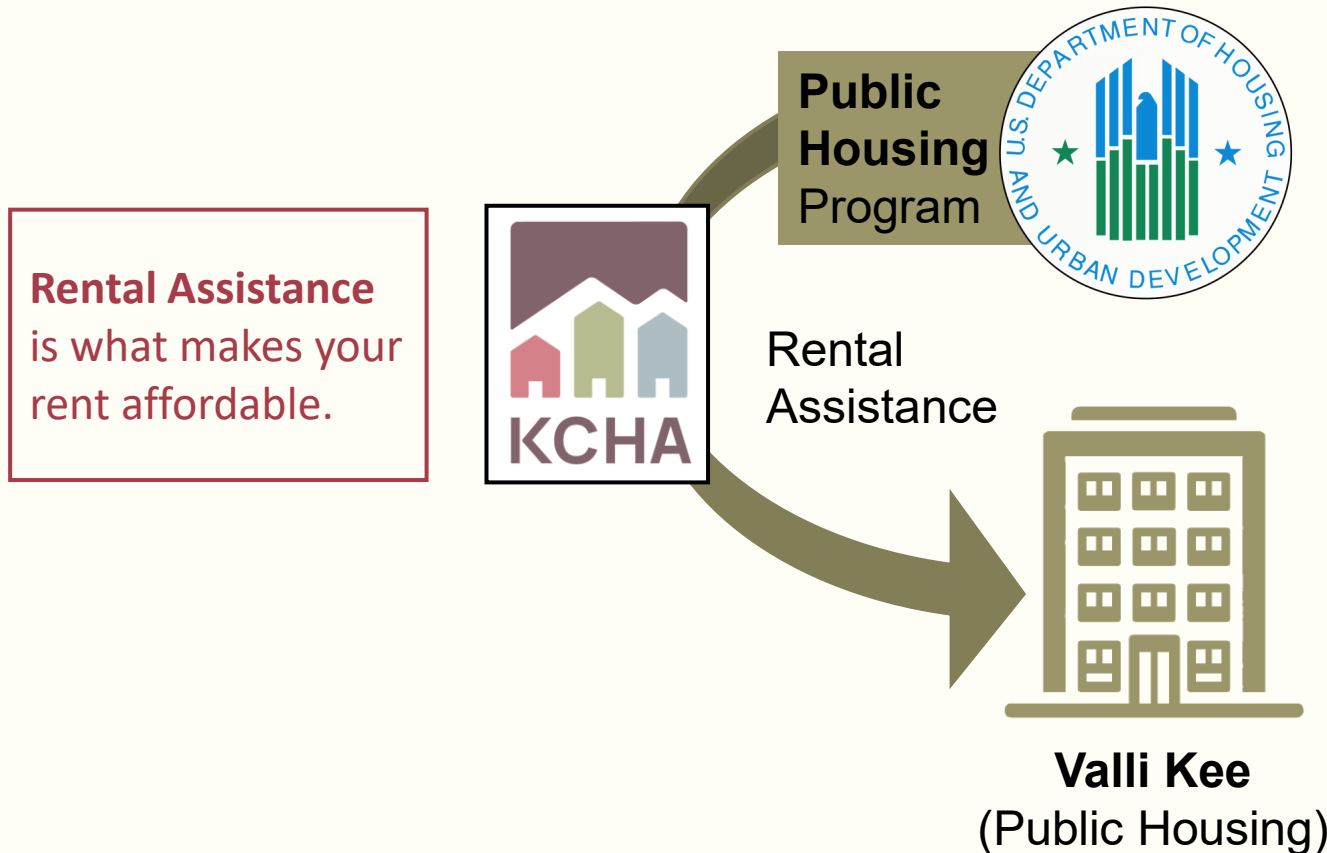 Rental Assistance
is what makes your
rent affordable.
KCHA
Public
Housing
Program
U.S. DEPARTMENT OF HOUSING
AND URBAN DEVELOPMENT
Rental
Assistance
Valli Kee
(Public Housing)